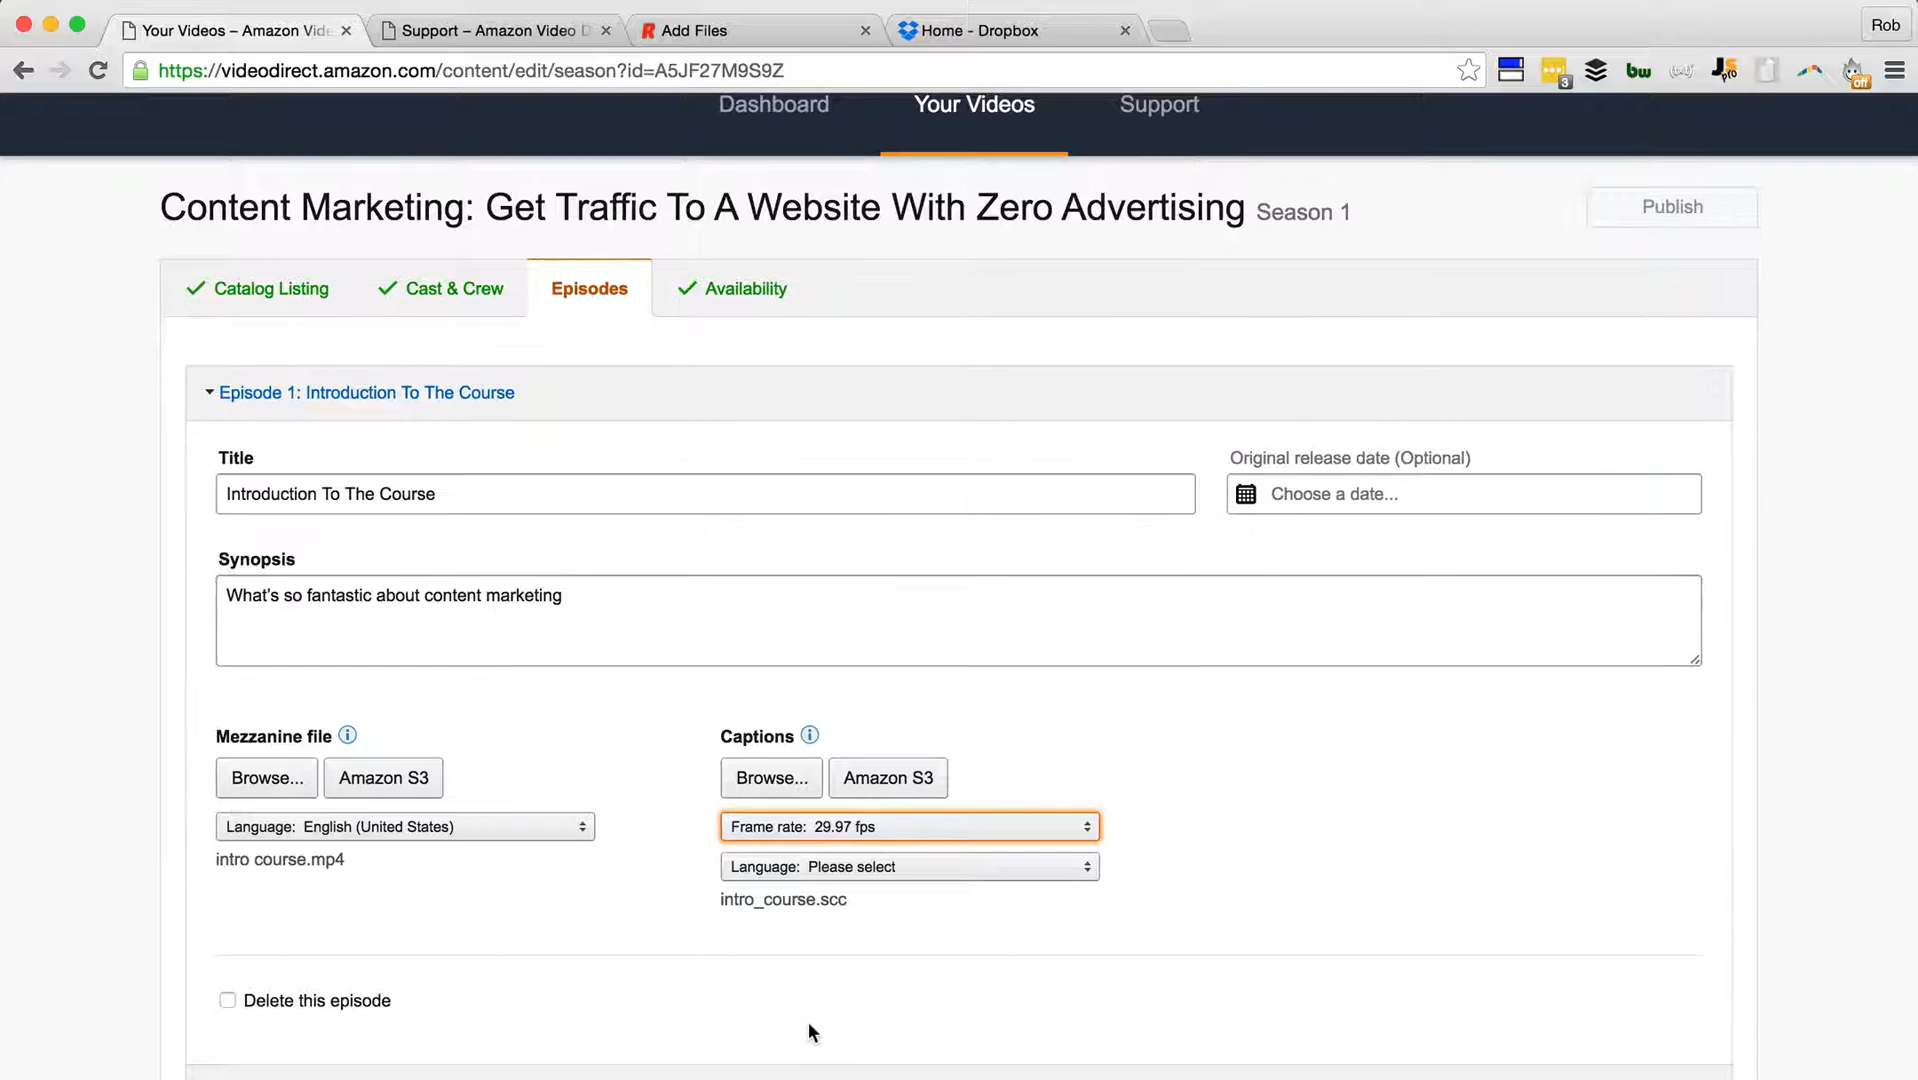 Your Videos – Amazon Vide
Support – Amazon Video D
Add Files
Home - Dropbox
Rob
https://videodirect.amazon.com/content/edit/season?id=A5JF27M9S9Z
3
bw
pro
off
Dashboard
Your Videos
Support
Content Marketing: Get Traffic To A Website With Zero Advertising Season 1
Publish
Catalog Listing
Cast & Crew
Episodes
Availability
Episode 1: Introduction To The Course
Title
Original release date (Optional)
Introduction To The Course
Choose a date...
Synopsis
What's so fantastic about content marketing
Mezzanine file
Captions
Browse...
Amazon S3
Browse...
Amazon S3
Language: English (United States)
Frame rate: 29.97 fps
intro course.mp4
Language: Please select
intro_course.scc
Delete this episode